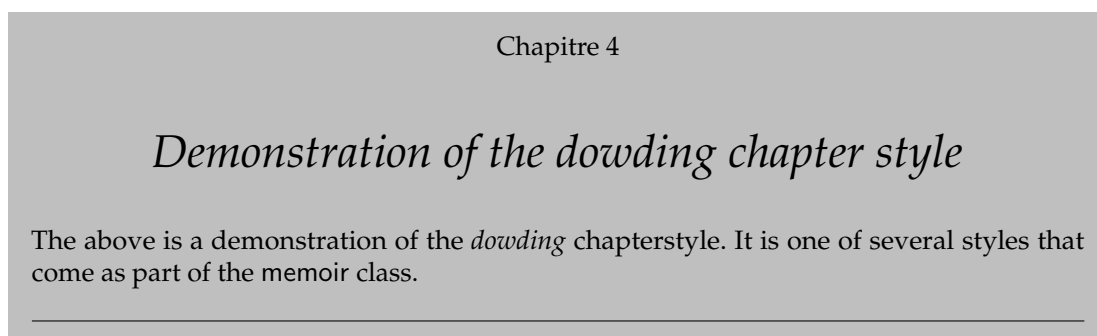 Chapitre 4
Demonstration of the dowding chapter style
The above is a demonstration of the dowding chapterstyle. It is one of several styles that
come as part of the memoir class.